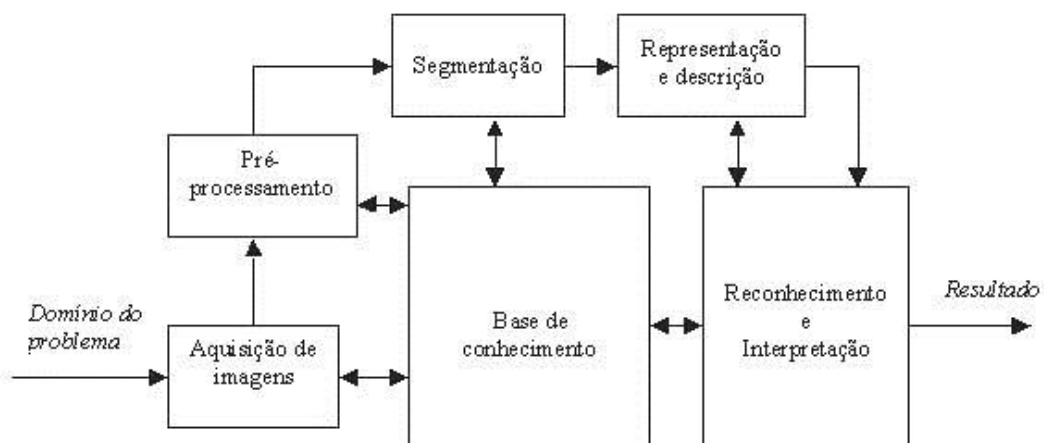 Segmentação
Representação
e descrição
Pré-
processamento
Domínio do
problema
Aquisição de
imagens
Base de
conhecimento
Reconhecimento
e
Interpretação
Resultado